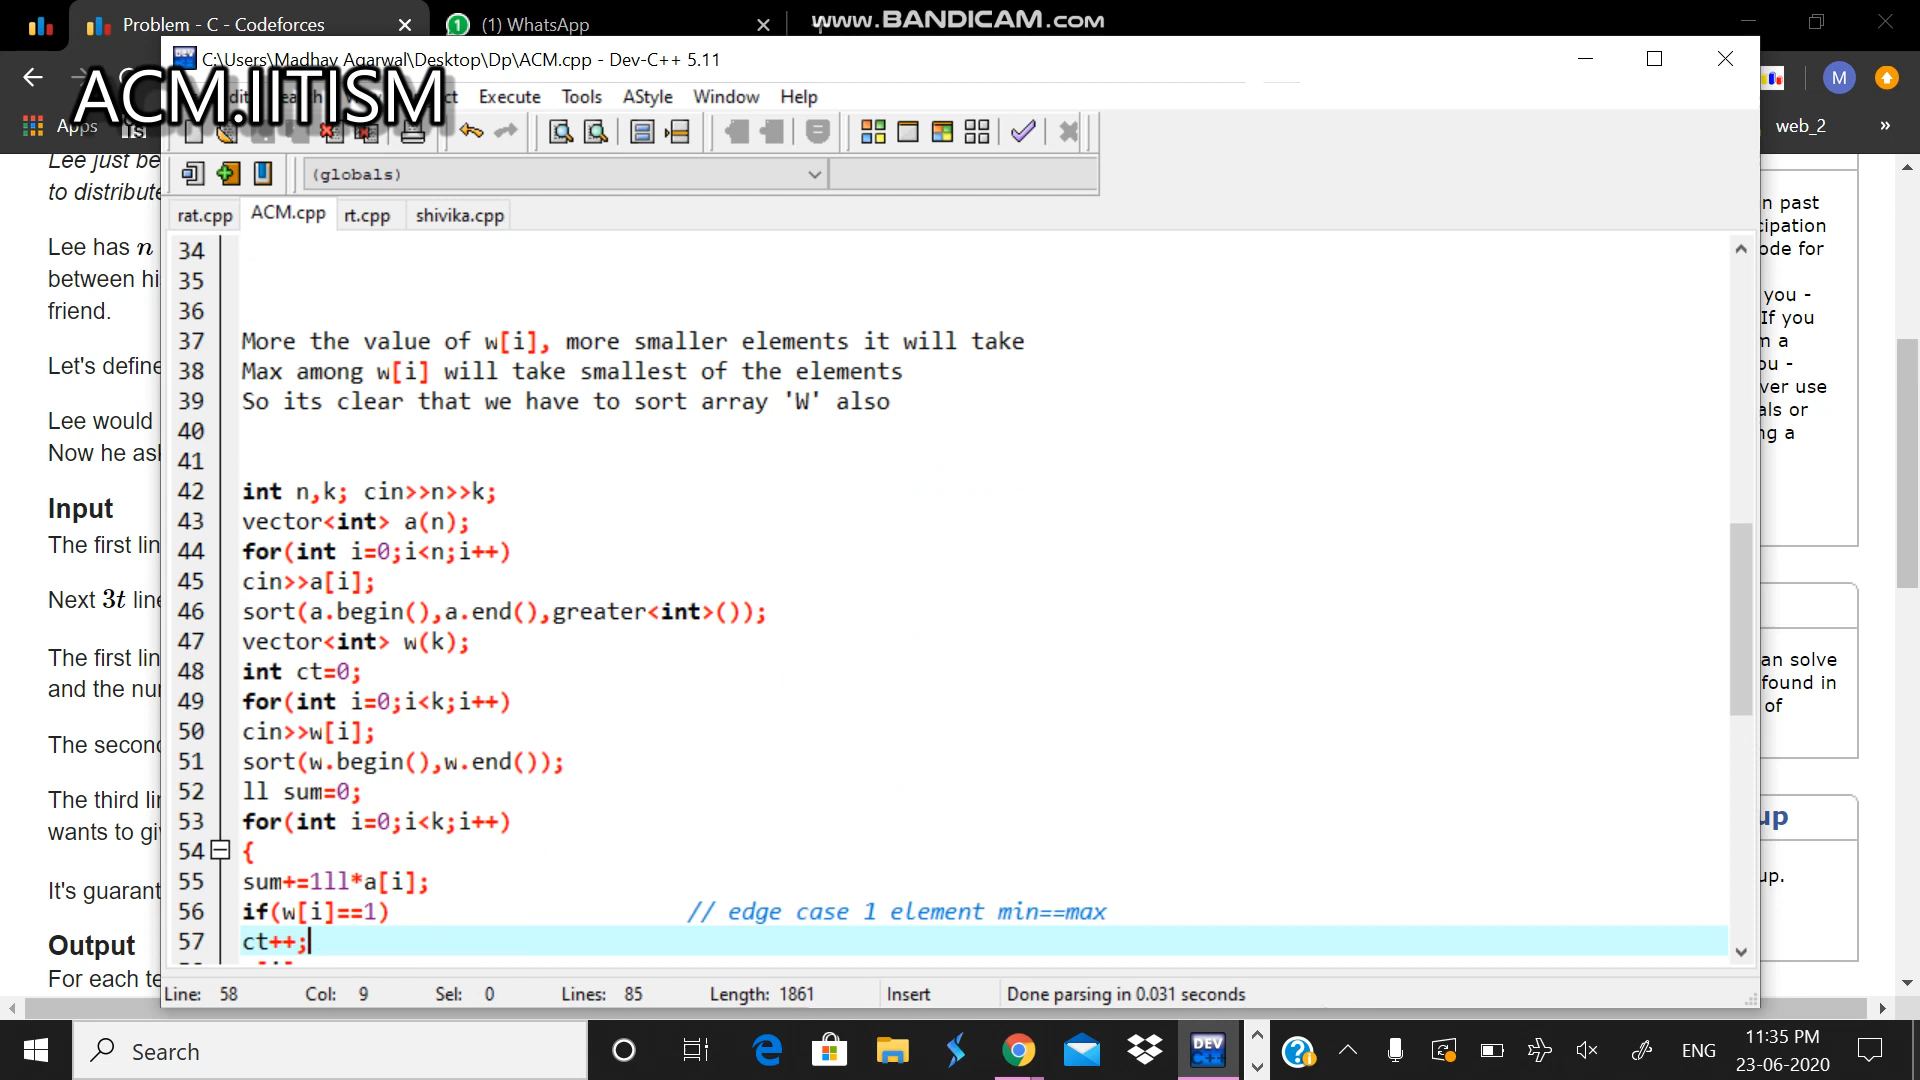 Problem - C - Codeforces
(1) WhatsApp
www.BANDICAM.com
C:\Users\Madhav Agarwal\Desktop\Dp\ACM.cpp - Dev-C++ 5.11
ACM.IITISM
Execute Tools AStyle Window Help
Apps
web_2
»
M
(globals)
rat.cpp ACM.cpp rt.cpp shivika.cpp
Lee just be
to distribute
Lee has n
between hi
friend.
Let's define
Lee would
Now he as
Input
The first lin
Next 3t line
The first lin
and the nu
The second
The third li
wants to gi
It's guarant
Output
For each te
34
35
36
37 More the value of w[i], more smaller elements it will take
38 Max among w[i] will take smallest of the elements
39 So its clear that we have to sort array 'W' also
40
41
42 int n,k; cin>>n>>k;
43 vector<int> a(n);
44 for(int i=0;i<n;i++)
45 cin>>a[i];
46 sort(a.begin(),a.end(),greater<int>());
47 vector<int> w(k);
48 int ct=0;
49 for(int i=0;i<k;i++)
50 cin>>w[i];
51 sort(w.begin(),w.end());
52 ll sum=0;
53 for(int i=0;i<k;i++)
54 {
55 sum+=1ll*a[i];
56 if(w[i]==1) // edge case 1 element min==max
57 ct++;
n past
cipation
ode for
you -
If you
m a
ou -
ver use
als or
ng a
an solve
found in
of
up
up.
Line: 58 Col: 9 Sel: 0 Lines: 85 Length: 1861 Insert Done parsing in 0.031 seconds
Search
DEV C++
ENG
11:35 PM
23-06-2020